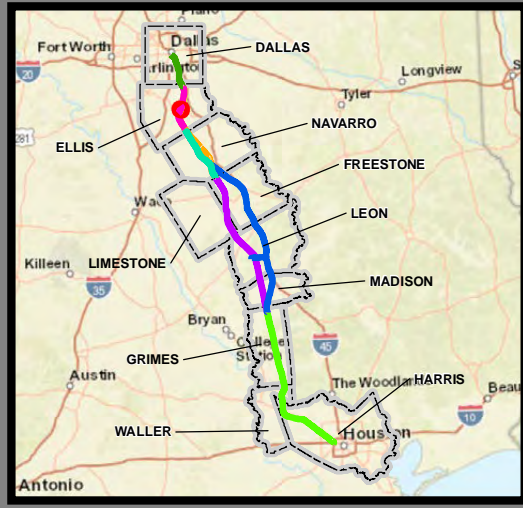 Plano
Dallas
DALLAS
Fort Worth
Arlington
20
Longview
Tyler
NAVARRO
281
ELLIS
FREESTONE
LEON
LIMESTONE
Killeen
35
MADISON
Bryan
College
Station
45
GRIMES
The Woodlands
HARRIS
Austin
Beau
10
WALLER
Houston
Antonio